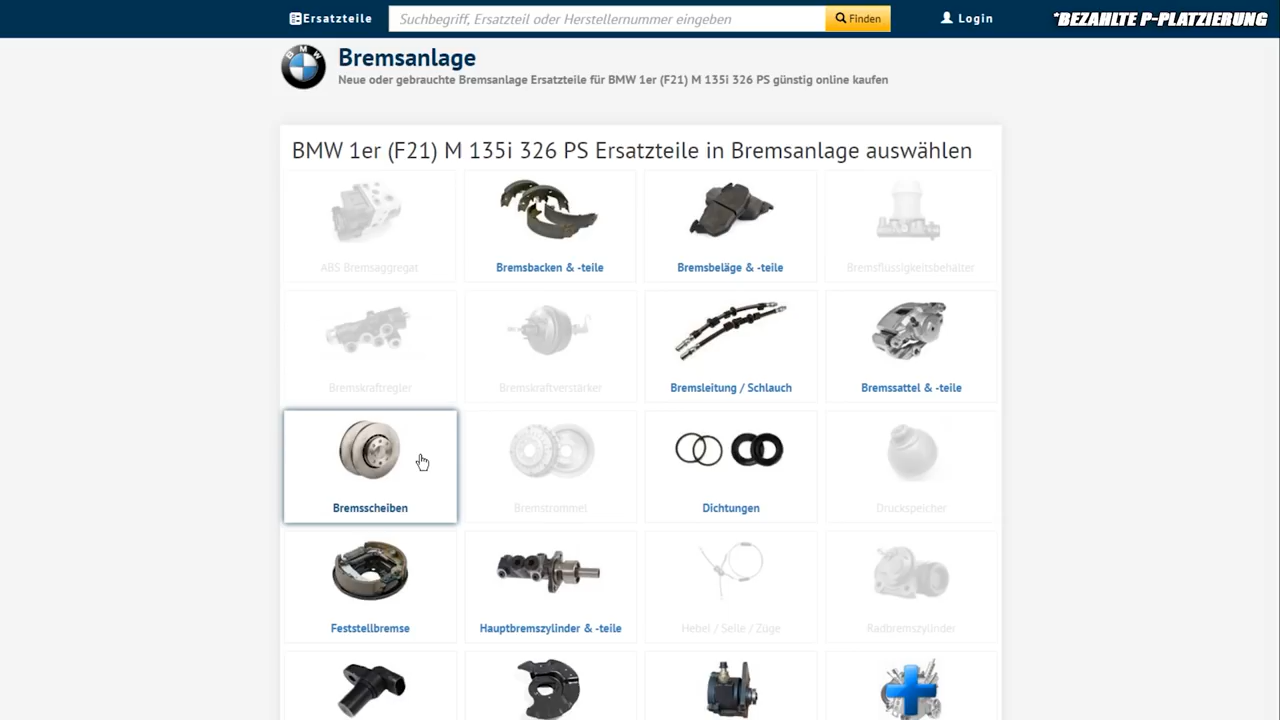 Ersatzteile
Suchbegriff, Ersatzteil oder Herstellernummer eingeben
Finden
Login
*BEZAHLTE P-PLATZIERUNG
BMW
Bremsanlage
Neue oder gebrauchte Bremsanlage Ersatzteile für BMW 1er (F21) M 135i 326 PS günstig online kaufen
BMW 1er (F21) M 135i 326 PS Ersatzteile in Bremsanlage auswählen
ABS Bremsaggregat
Bremsbacken & -teile
Bremsbeläge & -teile
Bremsflüssigkeitsbehälter
Bremskraftregler
Bremskraftverstärker
Bremsleitung / Schlauch
Bremssattel & -teile
Bremsscheiben
Bremstrommel
Dichtungen
Druckspeicher
Feststellbremse
Hauptbremszylinder & -teile
Hebel / Seile / Züge
Radbremszylinder